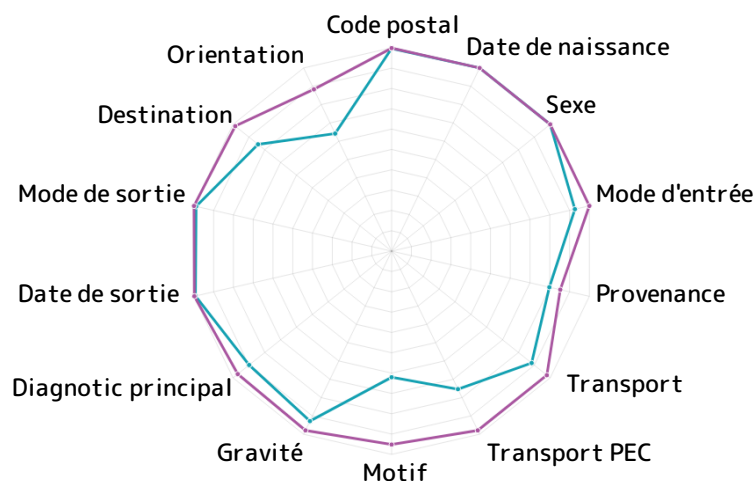 Code postal
Date de naissance
Sexe
Mode d'entrée
Provenance
Transport
Transport PEC
Motif
Gravité
Diagnotic principal
Date de sortie
Mode de sortie
Destination
Orientation